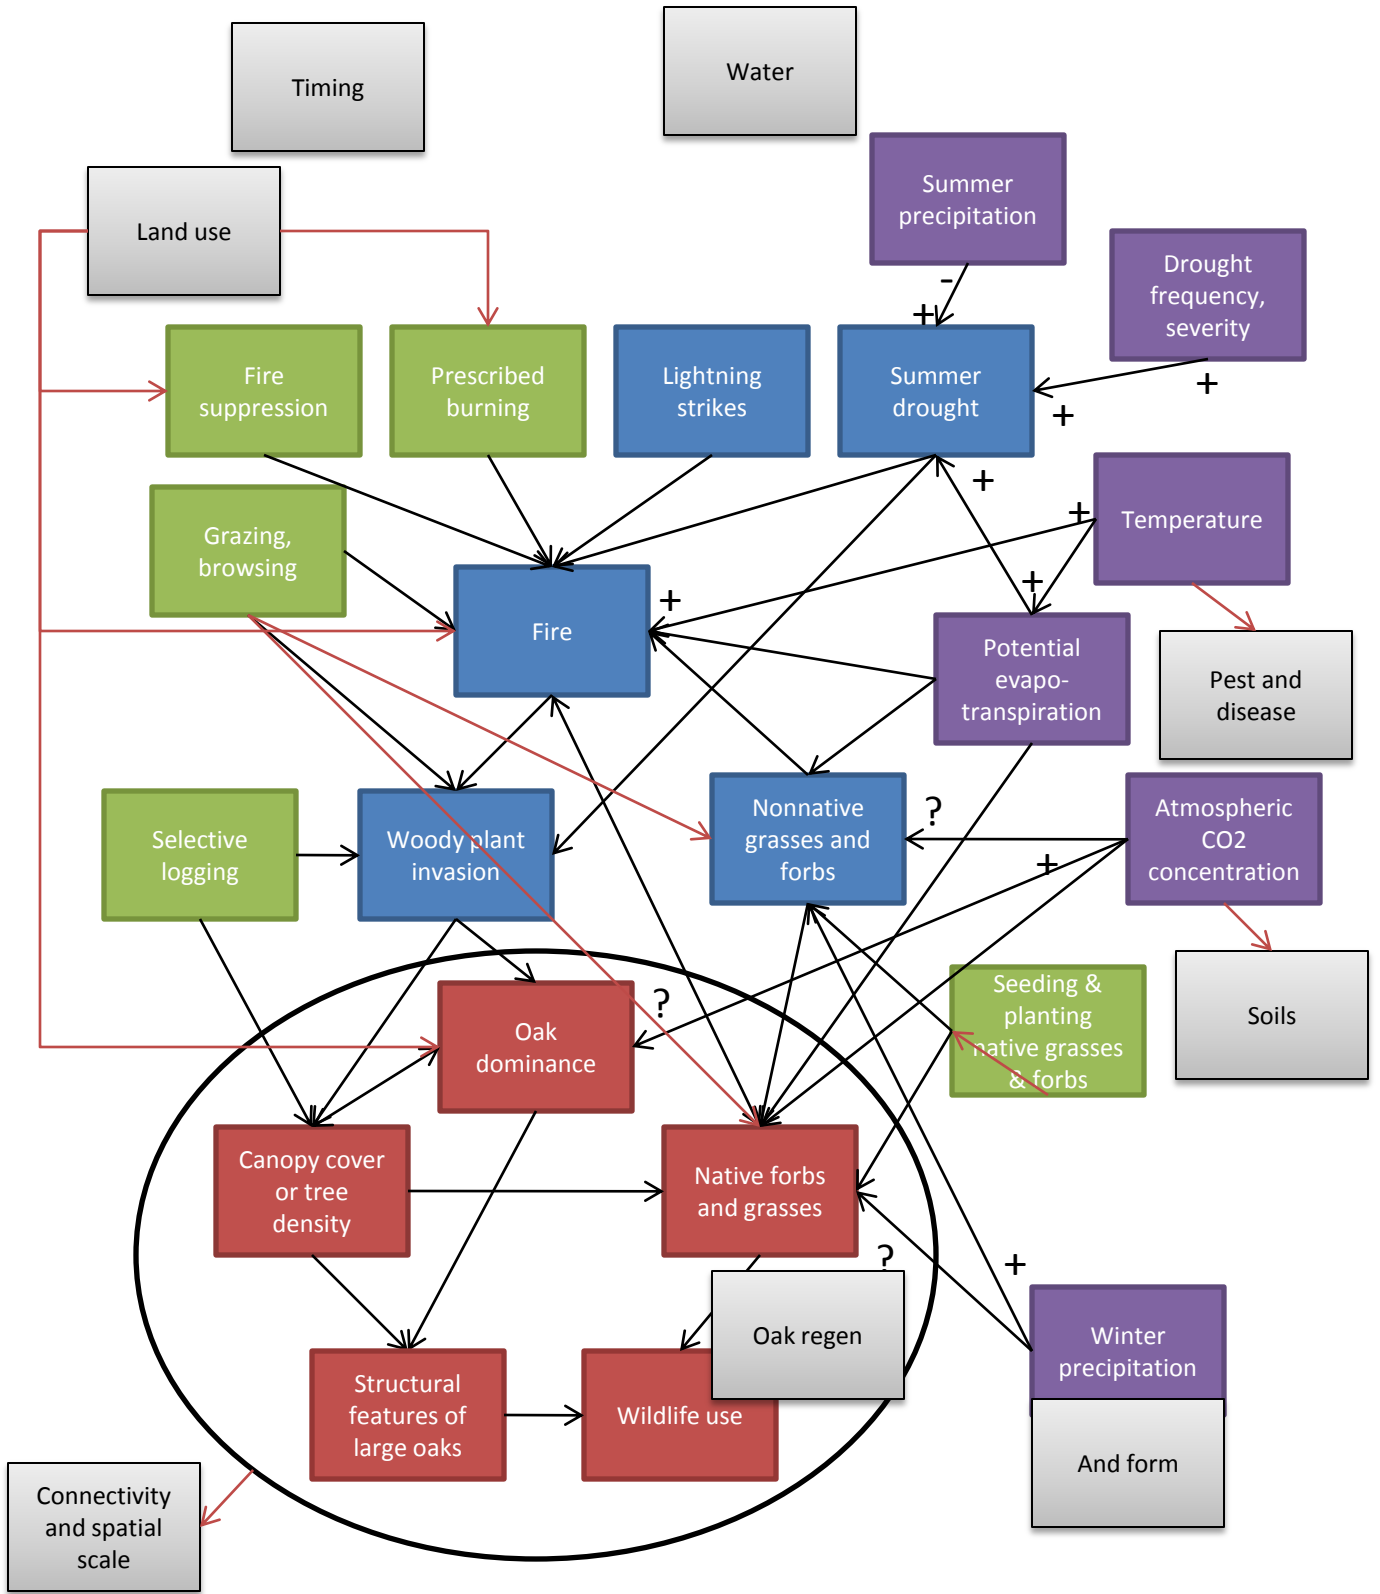 Timing
Water
Land use
Summer
precipitation
-
+
Drought
frequency,
severity
+
+
Fire
suppression
Prescribed
burning
Lightning
strikes
Summer
drought
+
+
Temperature
Grazing,
browsing
+
+
Fire
Potential
evapo-
transpiration
Pest and
disease
Selective
logging
Woody plant
invasion
Nonnative
grasses and
forbs
?
+
Atmospheric
CO2
concentration
Oak
dominance
?
Seeding &
planting
native grasses
& forbs
Soils
Canopy cover
or tree
density
Native forbs
and grasses
?
+
Oak regen
Winter
precipitation
Structural
features of
large oaks
Wildlife use
And form
Connectivity
and spatial
scale